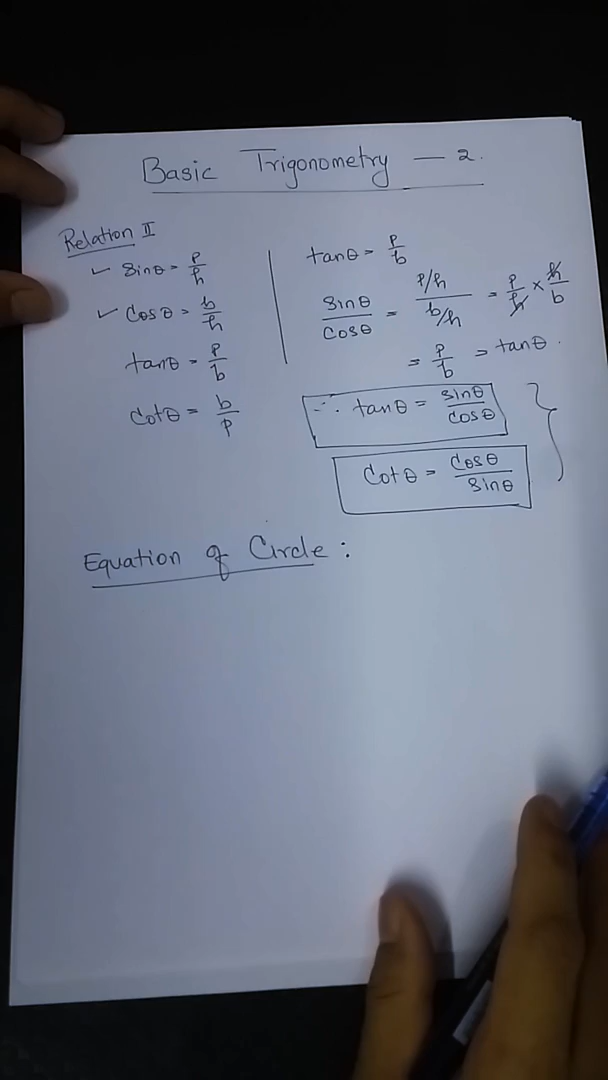 Basic Trigonometry — 2.
Relation II
✓ sinθ = p/h
✓ cosθ = b/h
tanθ = p/b
cotθ = b/p
tanθ = p/b
sinθ/cosθ = (p/h)/(b/h) = p/h × h/b
= p/b = tanθ.
∴ tanθ = sinθ/cosθ
Cotθ = Cosθ/sinθ
Equation of Circle :